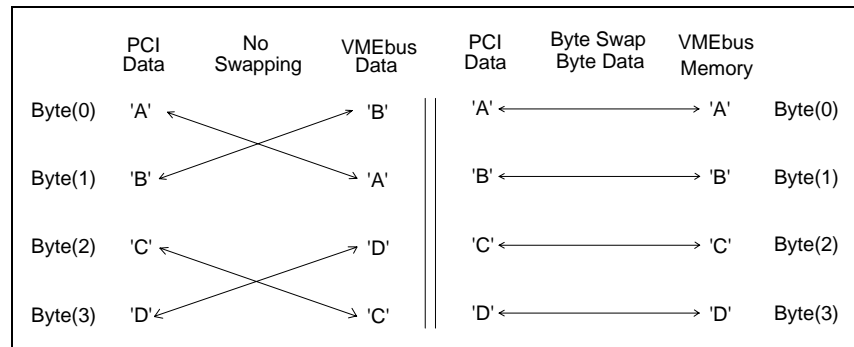 PCI Data No Swapping VMEbus Data PCI Data Byte Swap Byte Data VMEbus Memory
Byte(0) 'A' 'B' 'A' 'A' Byte(0)
Byte(1) 'B' 'A' 'B' 'B' Byte(1)
Byte(2) 'C' 'D' 'C' 'C' Byte(2)
Byte(3) 'D' 'C' 'D' 'D' Byte(3)